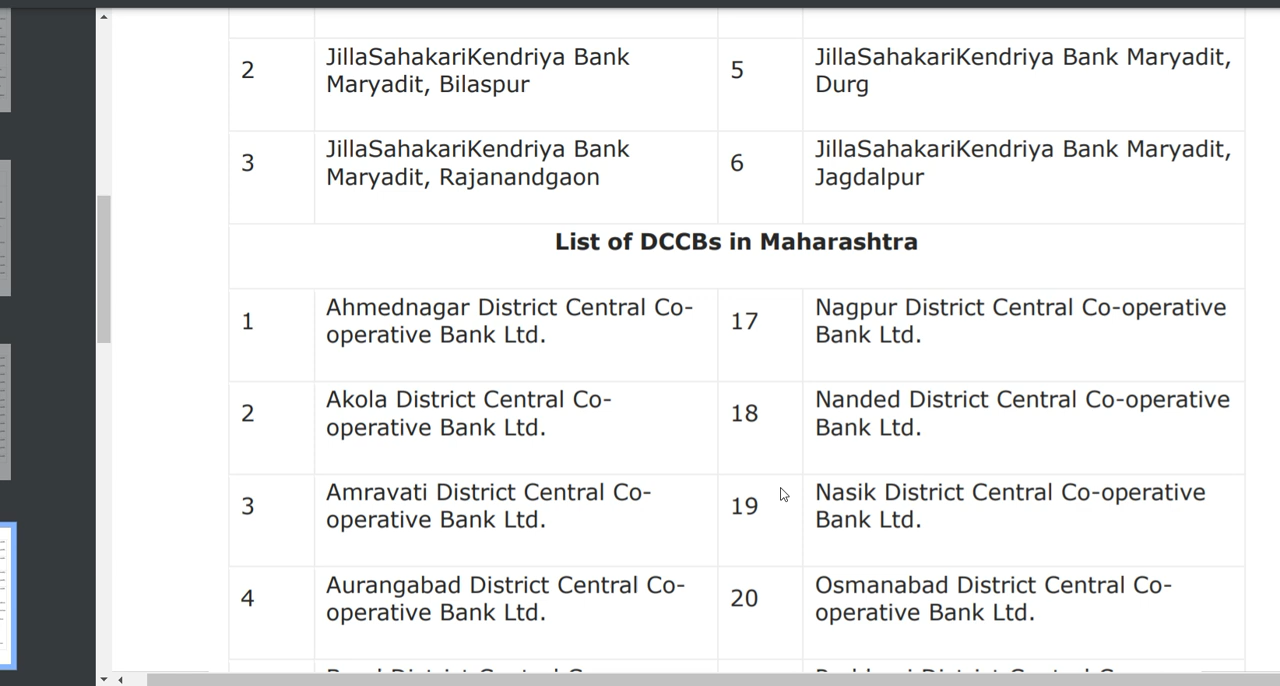 2
JillaSahakariKendriya Bank
Maryadit, Bilaspur
5
JillaSahakariKendriya Bank Maryadit,
Durg
3
JillaSahakariKendriya Bank
Maryadit, Rajanandgaon
6
JillaSahakariKendriya Bank Maryadit,
Jagdalpur
List of DCCBs in Maharashtra
1
Ahmednagar District Central Co-
operative Bank Ltd.
17
Nagpur District Central Co-operative
Bank Ltd.
2
Akola District Central Co-
operative Bank Ltd.
18
Nanded District Central Co-operative
Bank Ltd.
3
Amravati District Central Co-
operative Bank Ltd.
19
Nasik District Central Co-operative
Bank Ltd.
4
Aurangabad District Central Co-
operative Bank Ltd.
20
Osmanabad District Central Co-
operative Bank Ltd.